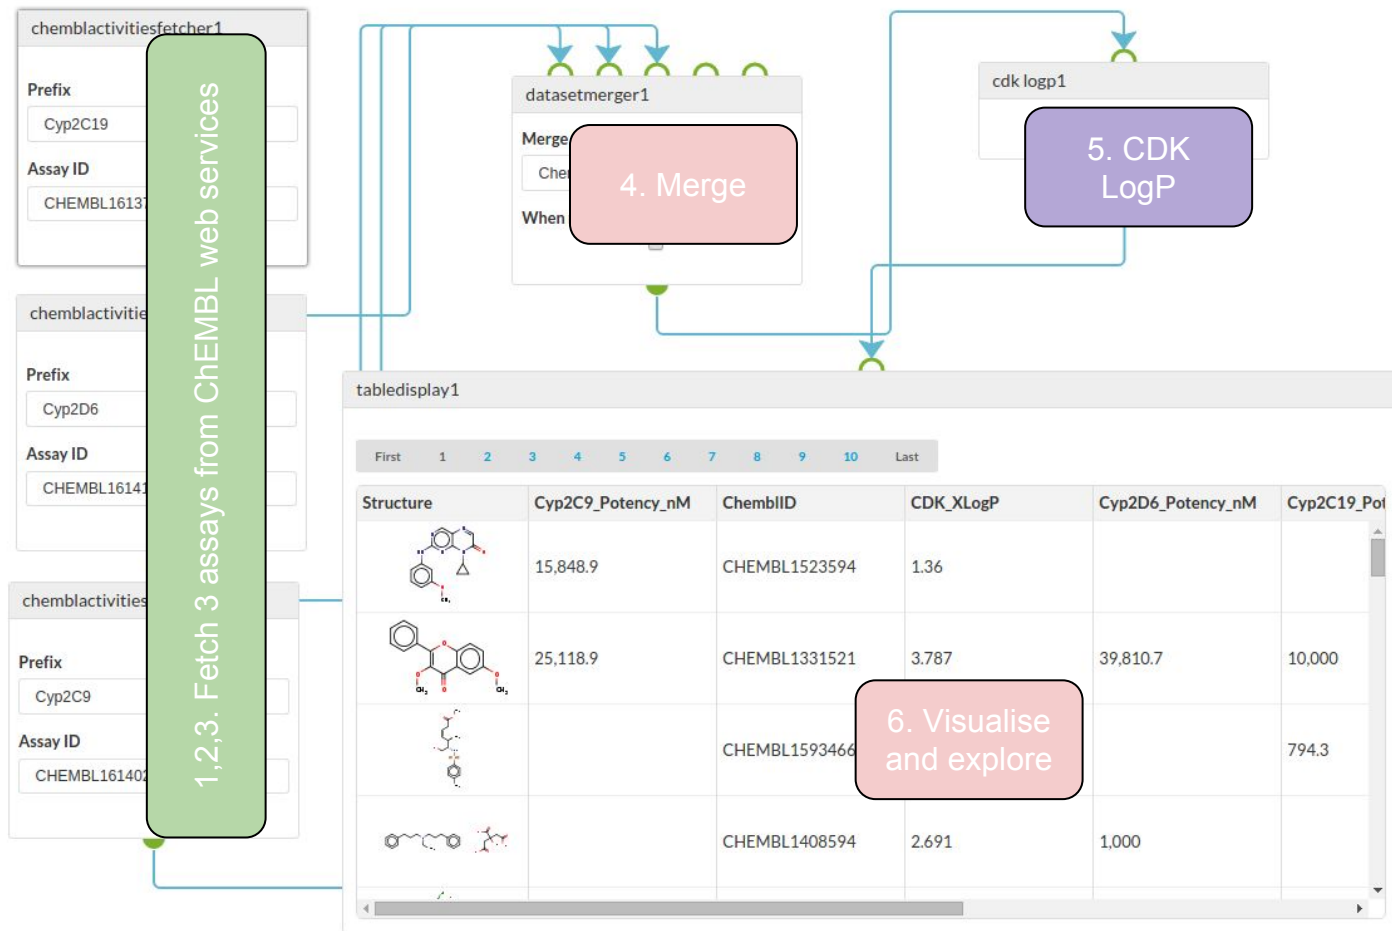 chemblactivitiesfetcher1
Prefix
Cyp2C19
Assay ID
CHEMBL16137
chemblactivitie
Prefix
Cyp2D6
Assay ID
CHEMBL16141
chemblactivities
Prefix
Cyp2C9
Assay ID
CHEMBL161402
1,2,3. Fetch 3 assays from ChEMBL web services
datasetmerger1
Merge
Che
When
4. Merge
cdk logp1
5. CDK
LogP
tabledisplay1
First 1 2 3 4 5 6 7 8 9 10 Last
Structure Cyp2C9_Potency_nM ChemblID CDK_XLogP Cyp2D6_Potency_nM Cyp2C19_Pot
15,848.9 CHEMBL1523594 1.36
25,118.9 CHEMBL1331521 3.787 39,810.7 10,000
CHEMBL1593466 794.3
6. Visualise
and explore
CHEMBL1408594 2.691 1,000